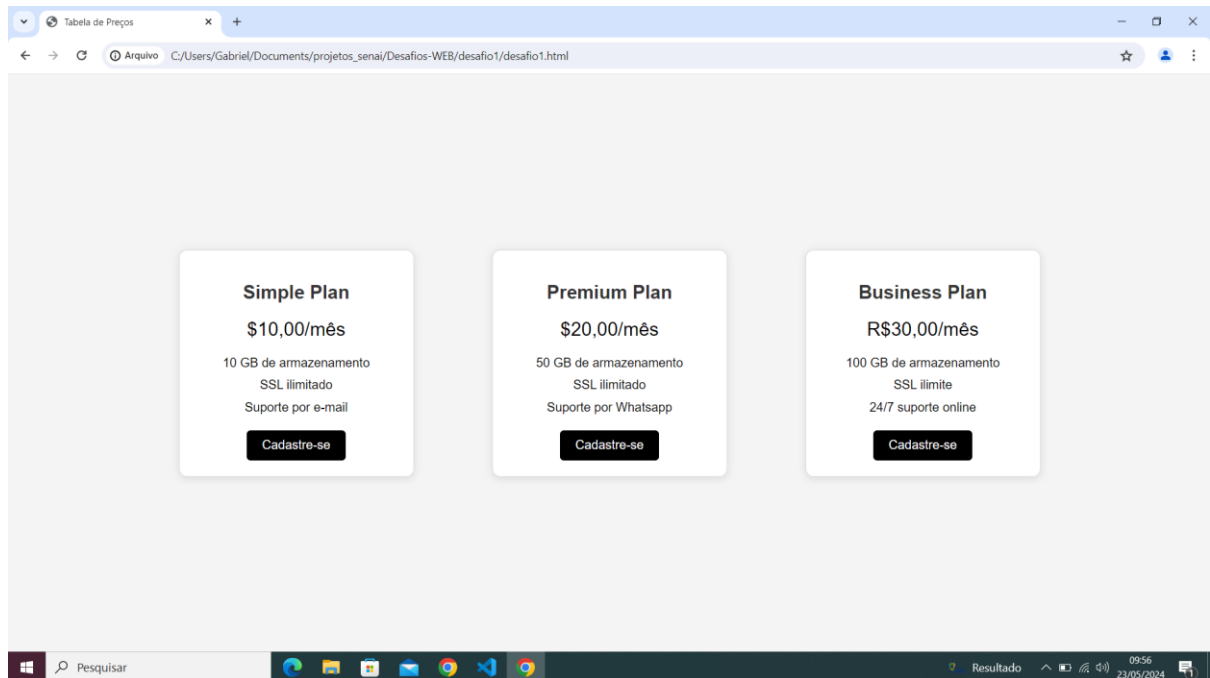 Tabela de Preços
Arquivo C:/Users/Gabriel/Documents/projetos_senai/Desafios-WEB/desafio1/desafio1.html
Simple Plan
$10,00/mês
10 GB de armazenamento
SSL ilimitado
Suporte por e-mail
Cadastre-se
Premium Plan
$20,00/mês
50 GB de armazenamento
SSL ilimitado
Suporte por Whatsapp
Cadastre-se
Business Plan
R$30,00/mês
100 GB de armazenamento
SSL ilimite
24/7 suporte online
Cadastre-se
Pesquisar
Resultado
09:56
23/05/2024
1